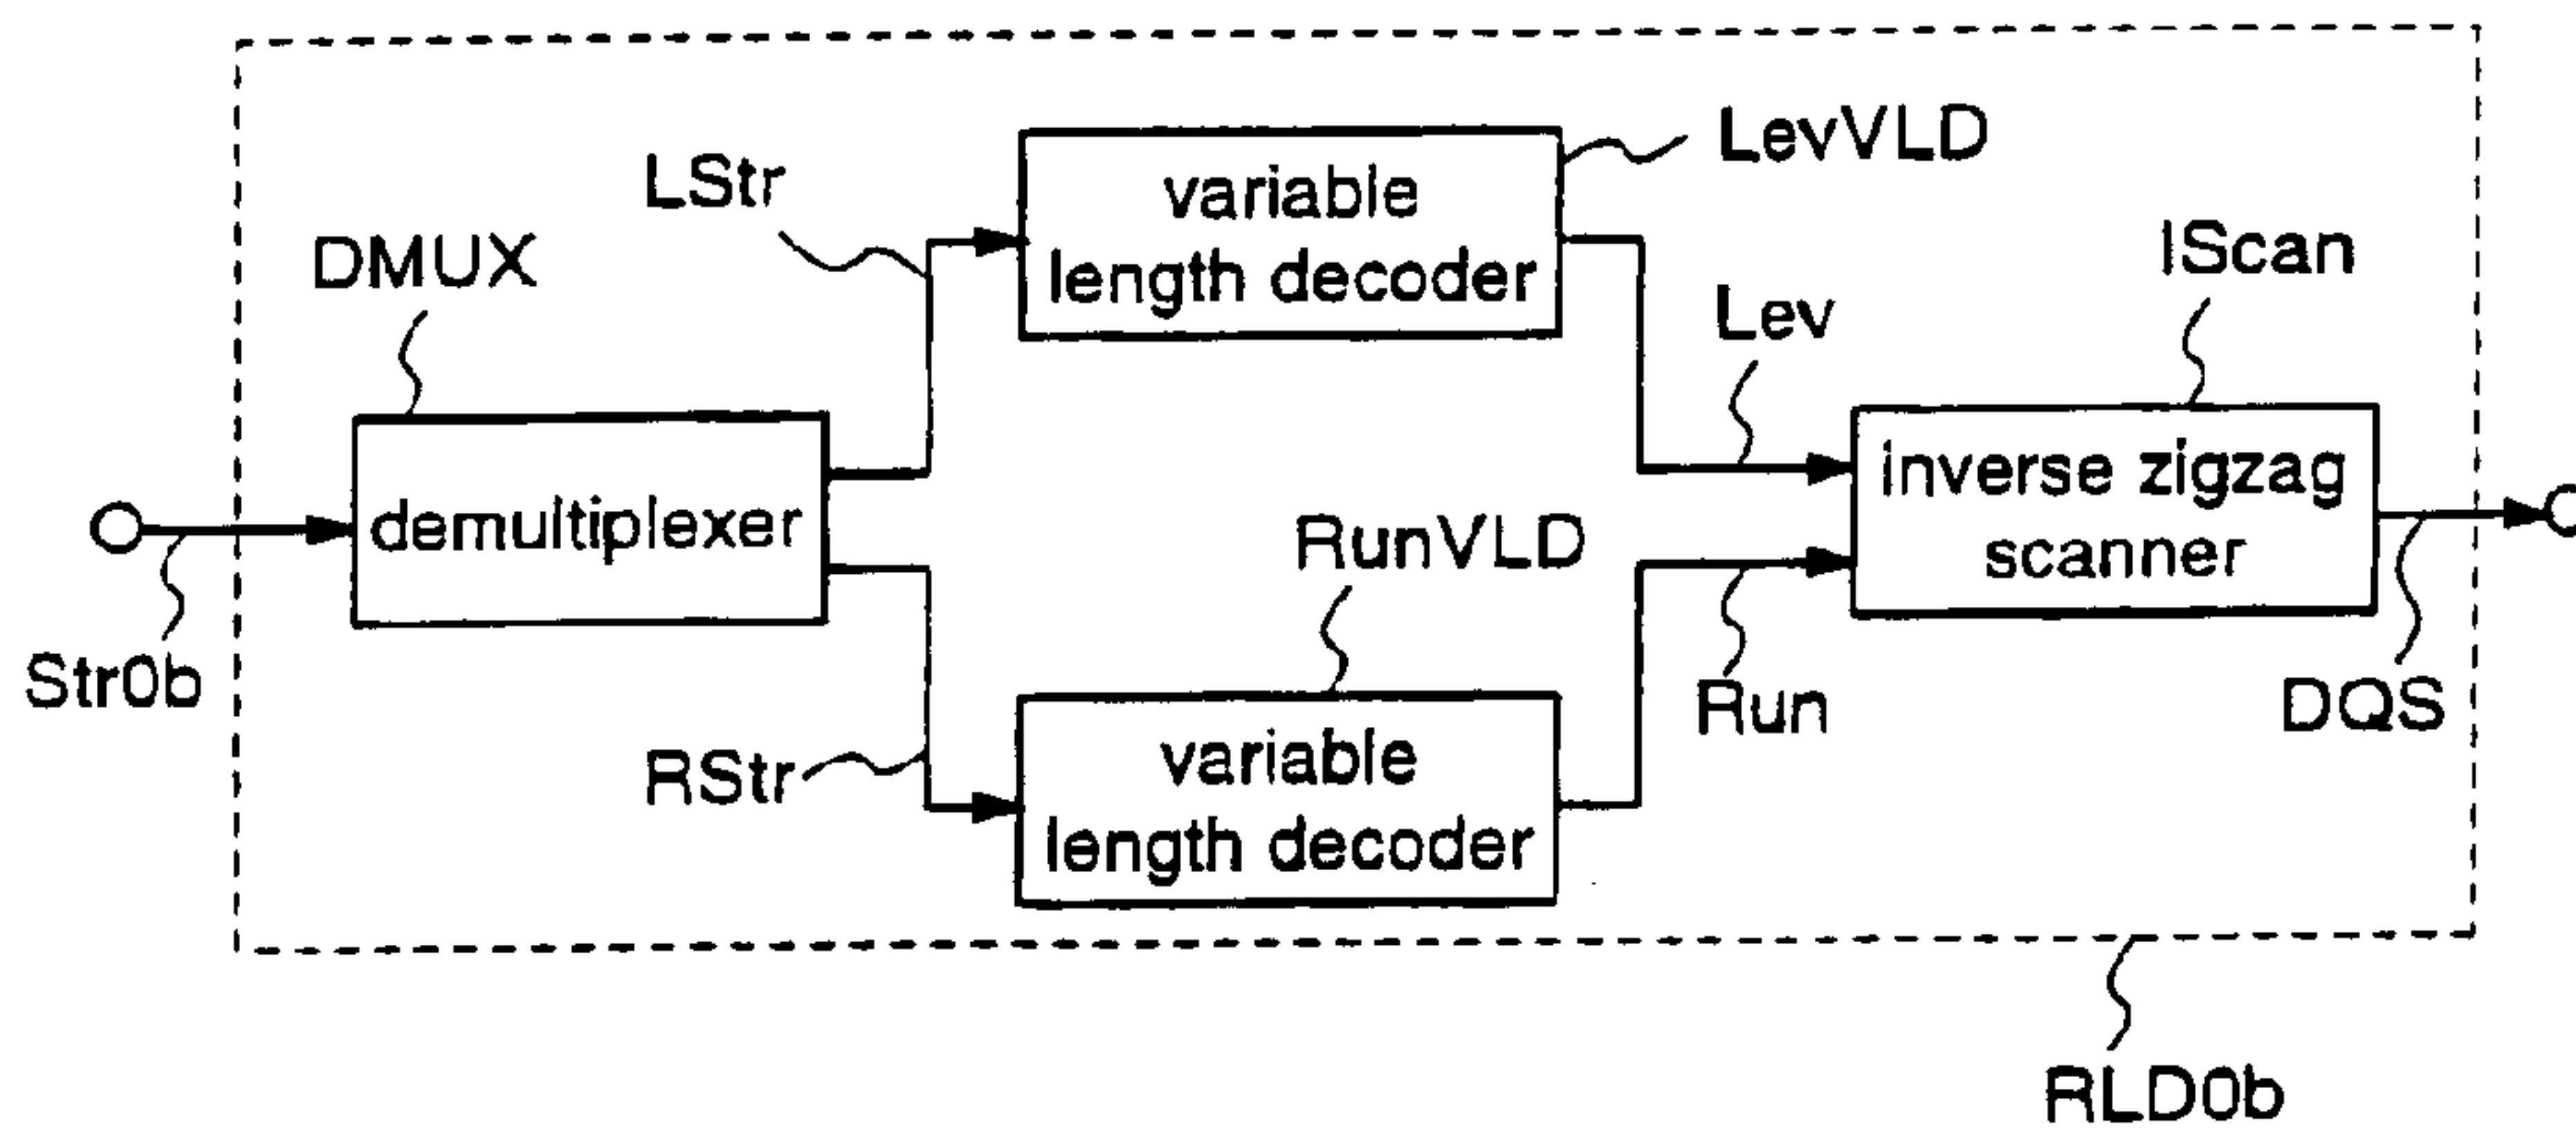 LevVLD
LStr
variable
length decoder
DMUX
IScan
Lev
demultiplexer
inverse zigzag
scanner
RunVLD
Str0b
Run
DQS
RStr
variable
length decoder
RLD0b